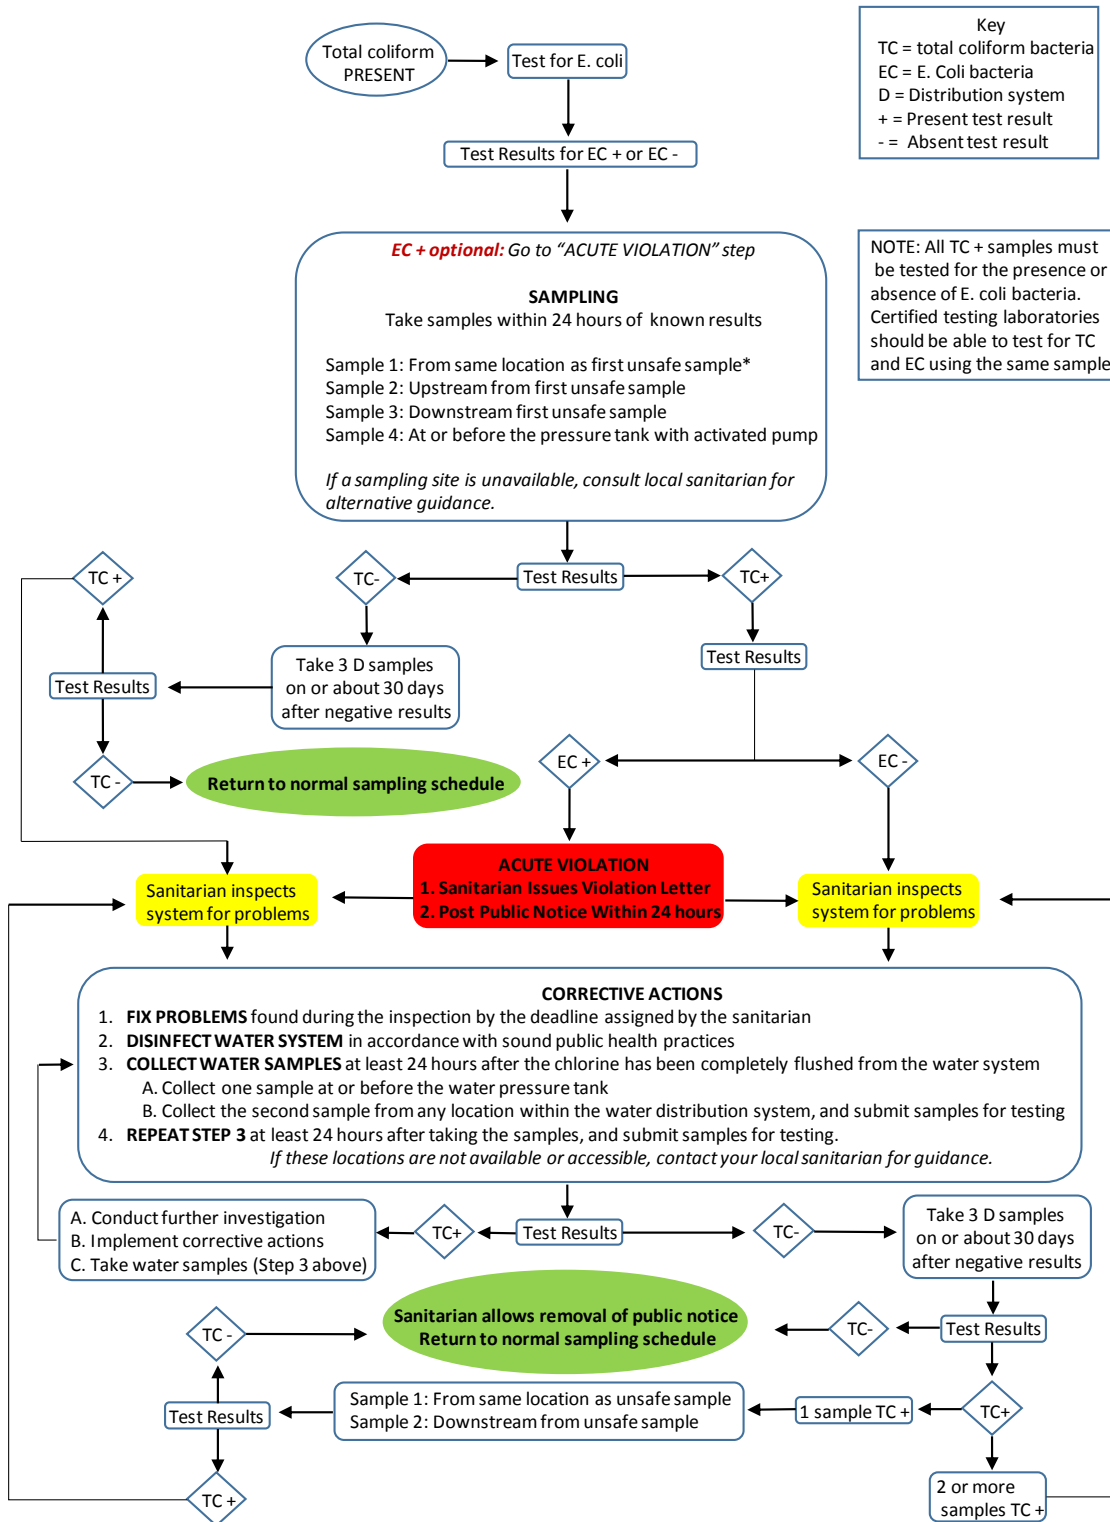 Total coliform
PRESENT
Test for E. coli
Key
TC = total coliform bacteria
EC = E. Coli bacteria
D = Distribution system
+ = Present test result
- = Absent test result
Test Results for EC + or EC -
EC + optional: Go to “ACUTE VIOLATION” step
SAMPLING
Take samples within 24 hours of known results
Sample 1: From same location as first unsafe sample*
Sample 2: Upstream from first unsafe sample
Sample 3: Downstream first unsafe sample
Sample 4: At or before the pressure tank with activated pump
If a sampling site is unavailable, consult local sanitarian for
alternative guidance.
NOTE: All TC + samples must
be tested for the presence or
absence of E. coli bacteria.
Certified testing laboratories
should be able to test for TC
and EC using the same sample
TC +
TC-
Test Results
TC+
Test Results
Take 3 D samples
on or about 30 days
after negative results
Test Results
TC -
Return to normal sampling schedule
EC +
EC -
Sanitarian inspects
system for problems
ACUTE VIOLATION
1. Sanitarian Issues Violation Letter
2. Post Public Notice Within 24 hours
Sanitarian inspects
system for problems
CORRECTIVE ACTIONS
1. FIX PROBLEMS found during the inspection by the deadline assigned by the sanitarian
2. DISINFECT WATER SYSTEM in accordance with sound public health practices
3. COLLECT WATER SAMPLES at least 24 hours after the chlorine has been completely flushed from the water system
A. Collect one sample at or before the water pressure tank
B. Collect the second sample from any location within the water distribution system, and submit samples for testing
4. REPEAT STEP 3 at least 24 hours after taking the samples, and submit samples for testing.
If these locations are not available or accessible, contact your local sanitarian for guidance.
A. Conduct further investigation
B. Implement corrective actions
C. Take water samples (Step 3 above)
TC+
Test Results
TC-
Take 3 D samples
on or about 30 days
after negative results
TC -
Sanitarian allows removal of public notice
Return to normal sampling schedule
TC-
Test Results
Test Results
Sample 1: From same location as unsafe sample
Sample 2: Downstream from unsafe sample
1 sample TC +
TC+
TC +
2 or more
samples TC +